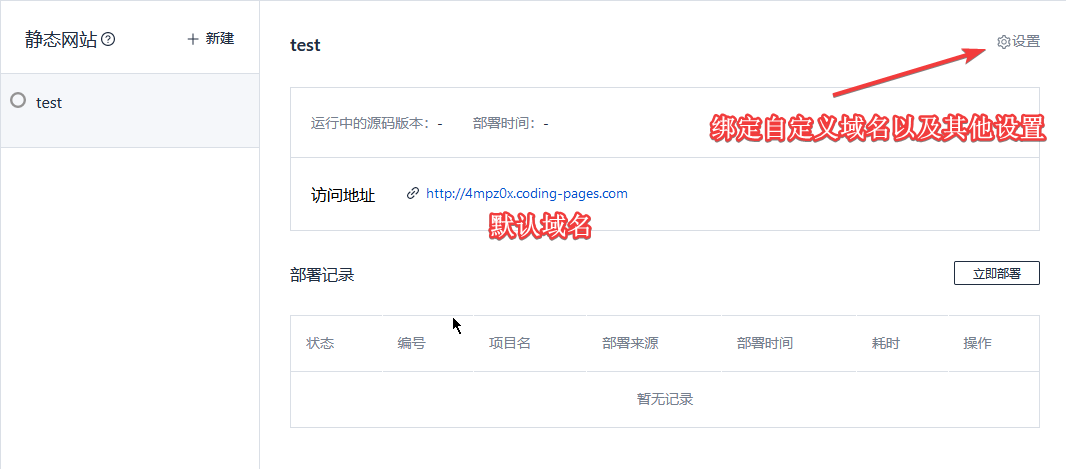 静态网站
+ 新建
test
test
设置
绑定自定义域名以及其他设置
运行中的源码版本：- 部署时间：-
访问地址 http://4mpz0x.coding-pages.com
默认域名
部署记录
立即部署
状态 编号 项目名 部署来源 部署时间 耗时 操作
暂无记录